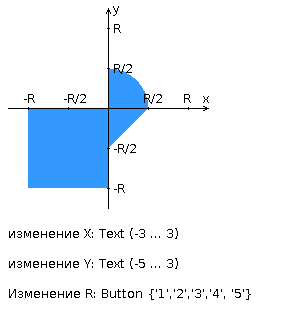 y
R
R/2
-R -R/2 R/2 R x
-R/2
-R
изменение X: Text (-3 ... 3)
изменение Y: Text (-5 ... 3)
Изменение R: Button {'1','2','3','4', '5'}